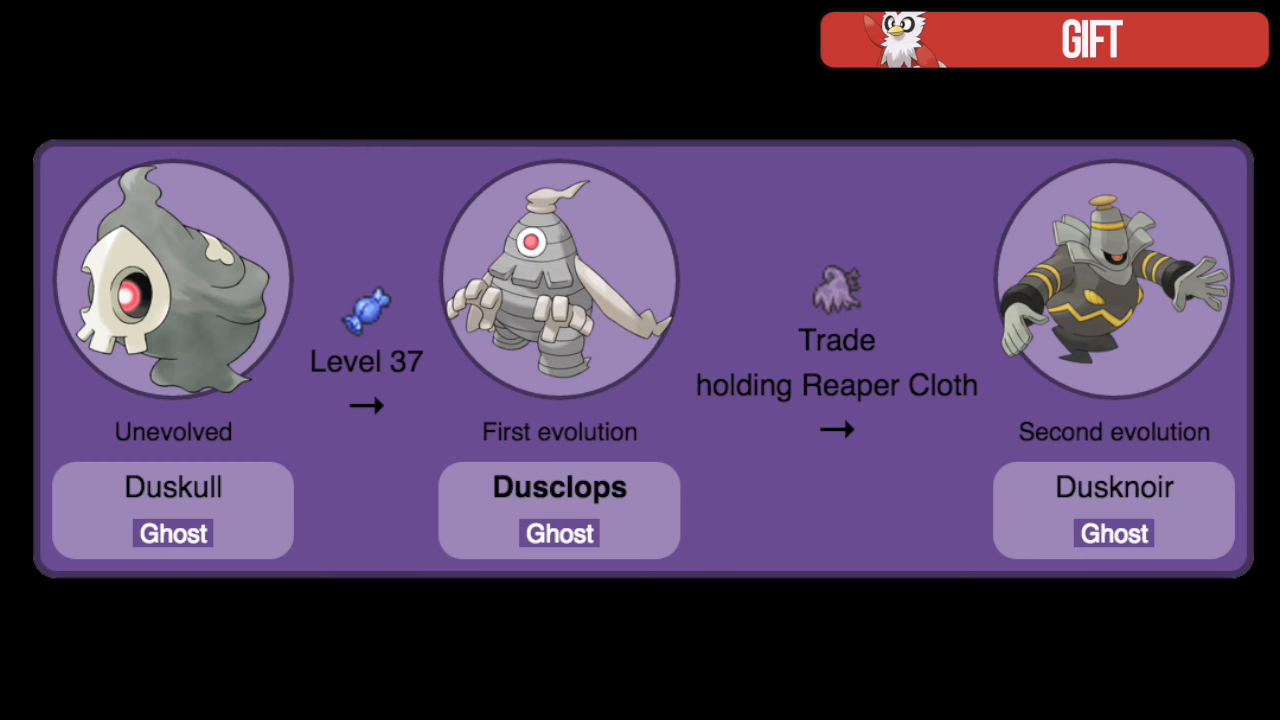 GIFT
Level 37
→
Trade
holding Reaper Cloth
→
Unevolved
First evolution
Second evolution
Duskull
Dusclops
Dusknoir
Ghost
Ghost
Ghost